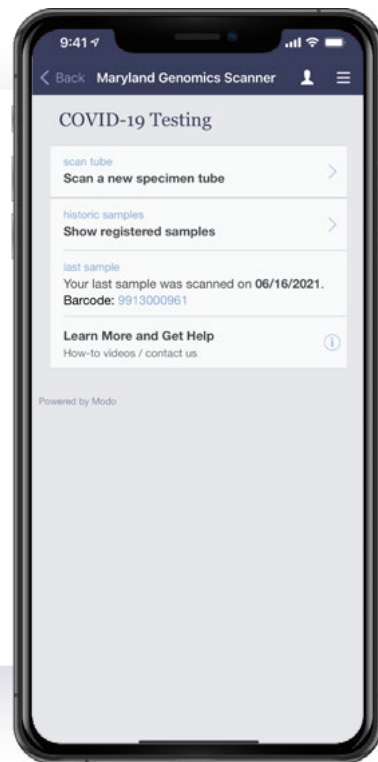 9:41
Back Maryland Genomics Scanner
COVID-19 Testing
scan tube
Scan a new specimen tube
historic samples
Show registered samples
last sample
Your last sample was scanned on 06/16/2021.
Barcode: 9913000961
Learn More and Get Help
How-to videos / contact us
Powered by Modo